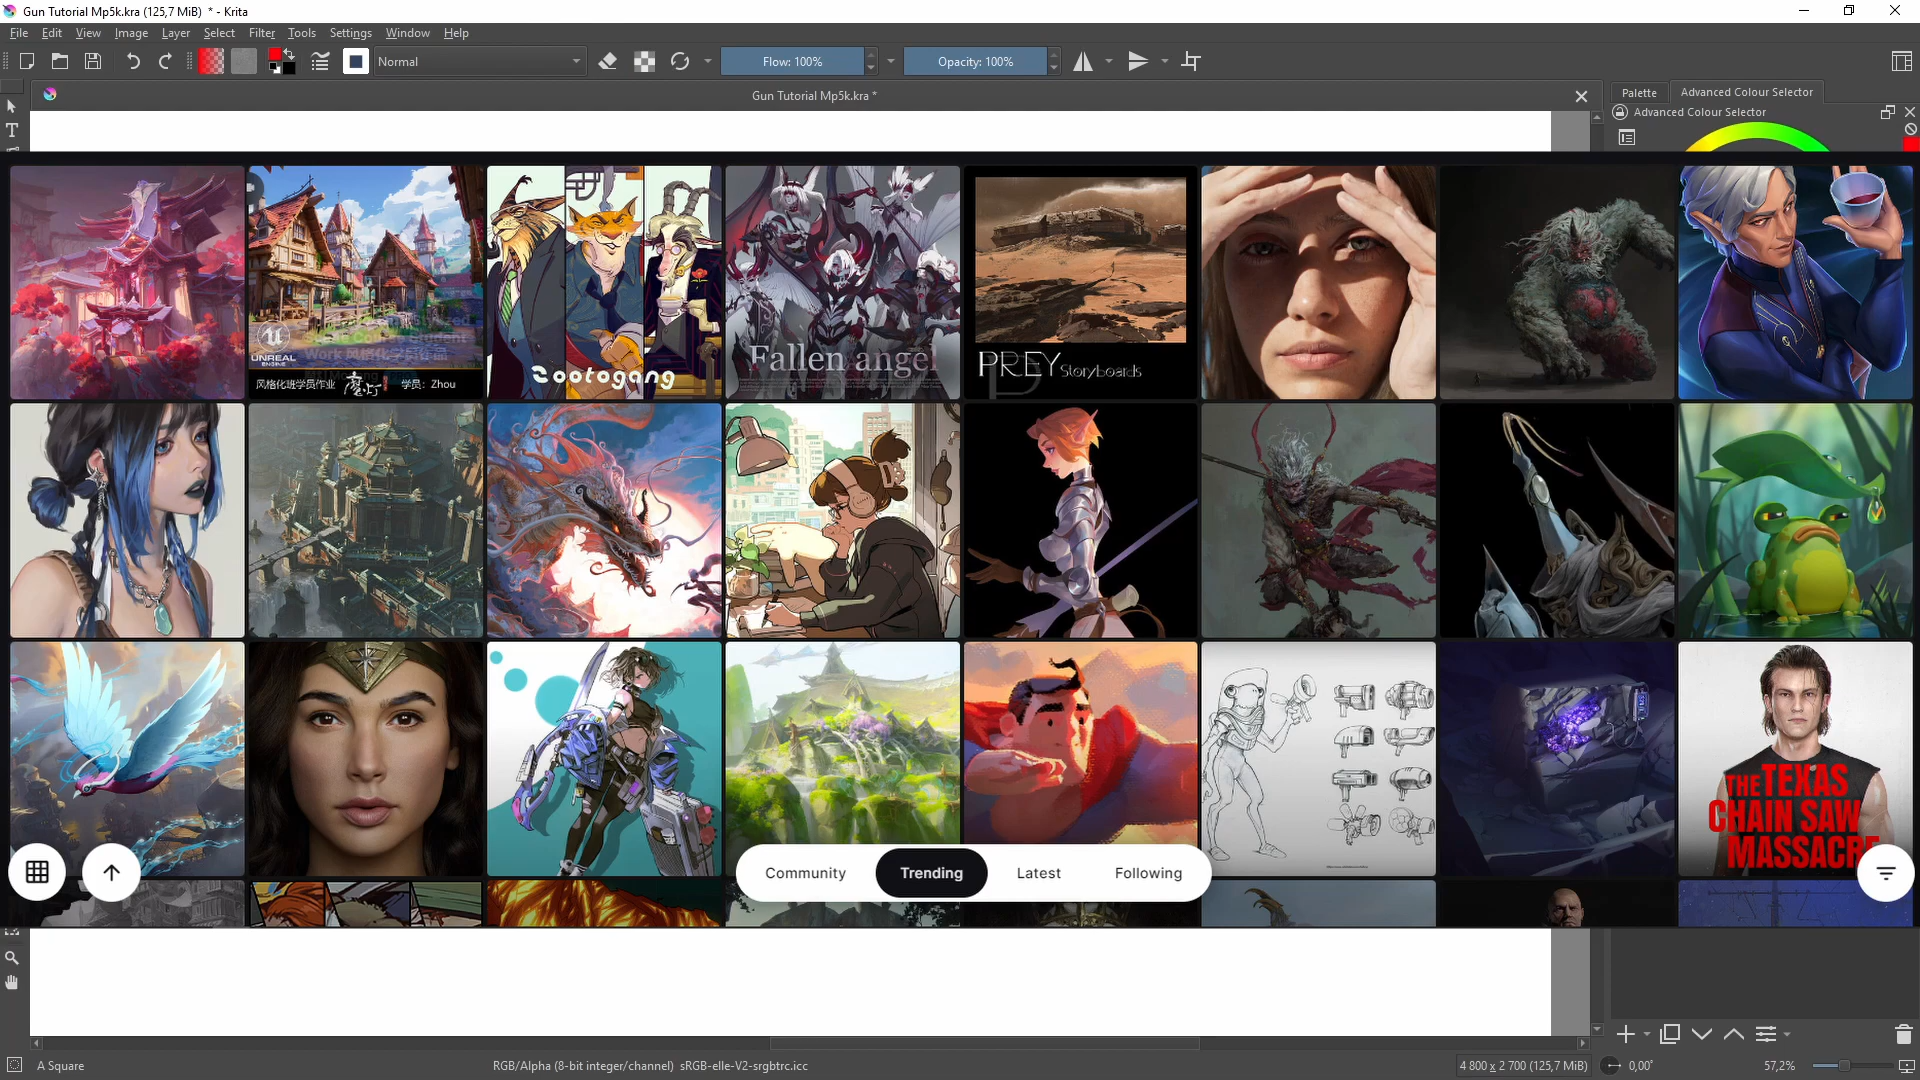 Gun Tutorial Mp5k.kra (125,7 MiB) * - Krita
File Edit View Image Layer Select Filter Tools Settings Window Help
Normal
Flow: 100%
Opacity: 100%
Gun Tutorial Mp5k.kra *
Palette
Advanced Colour Selector
Advanced Colour Selector
T
UNREAL
ENGINE
Student
Work
风格化班学员作业
学员：Zhou
ootogang
Fallen angel
PREY Storyboards
THE TEXAS
CHAIN SAW
MASSACRE
Community
Trending
Latest
Following
A Square
RGB/Alpha (8-bit integer/channel) sRGB-elle-V2-srgbtrc.icc
4 800 x 2 700 (125,7 MiB)
0,00°
57,2%